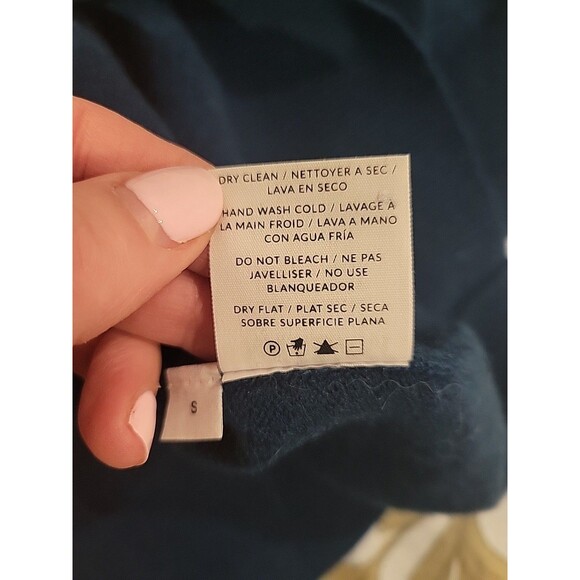 DRY CLEAN / NETTOYER A SEC /
LAVA EN SECO
HAND WASH COLD / LAVAGE A
LA MAIN FROID / LAVA A MANO
CON AGUA FRÍA
DO NOT BLEACH / NE PAS
JAVELLISER / NO USE
BLANQUEADOR
DRY FLAT / PLAT SEC / SECA
SOBRE SUPERFICIE PLANA
P
S